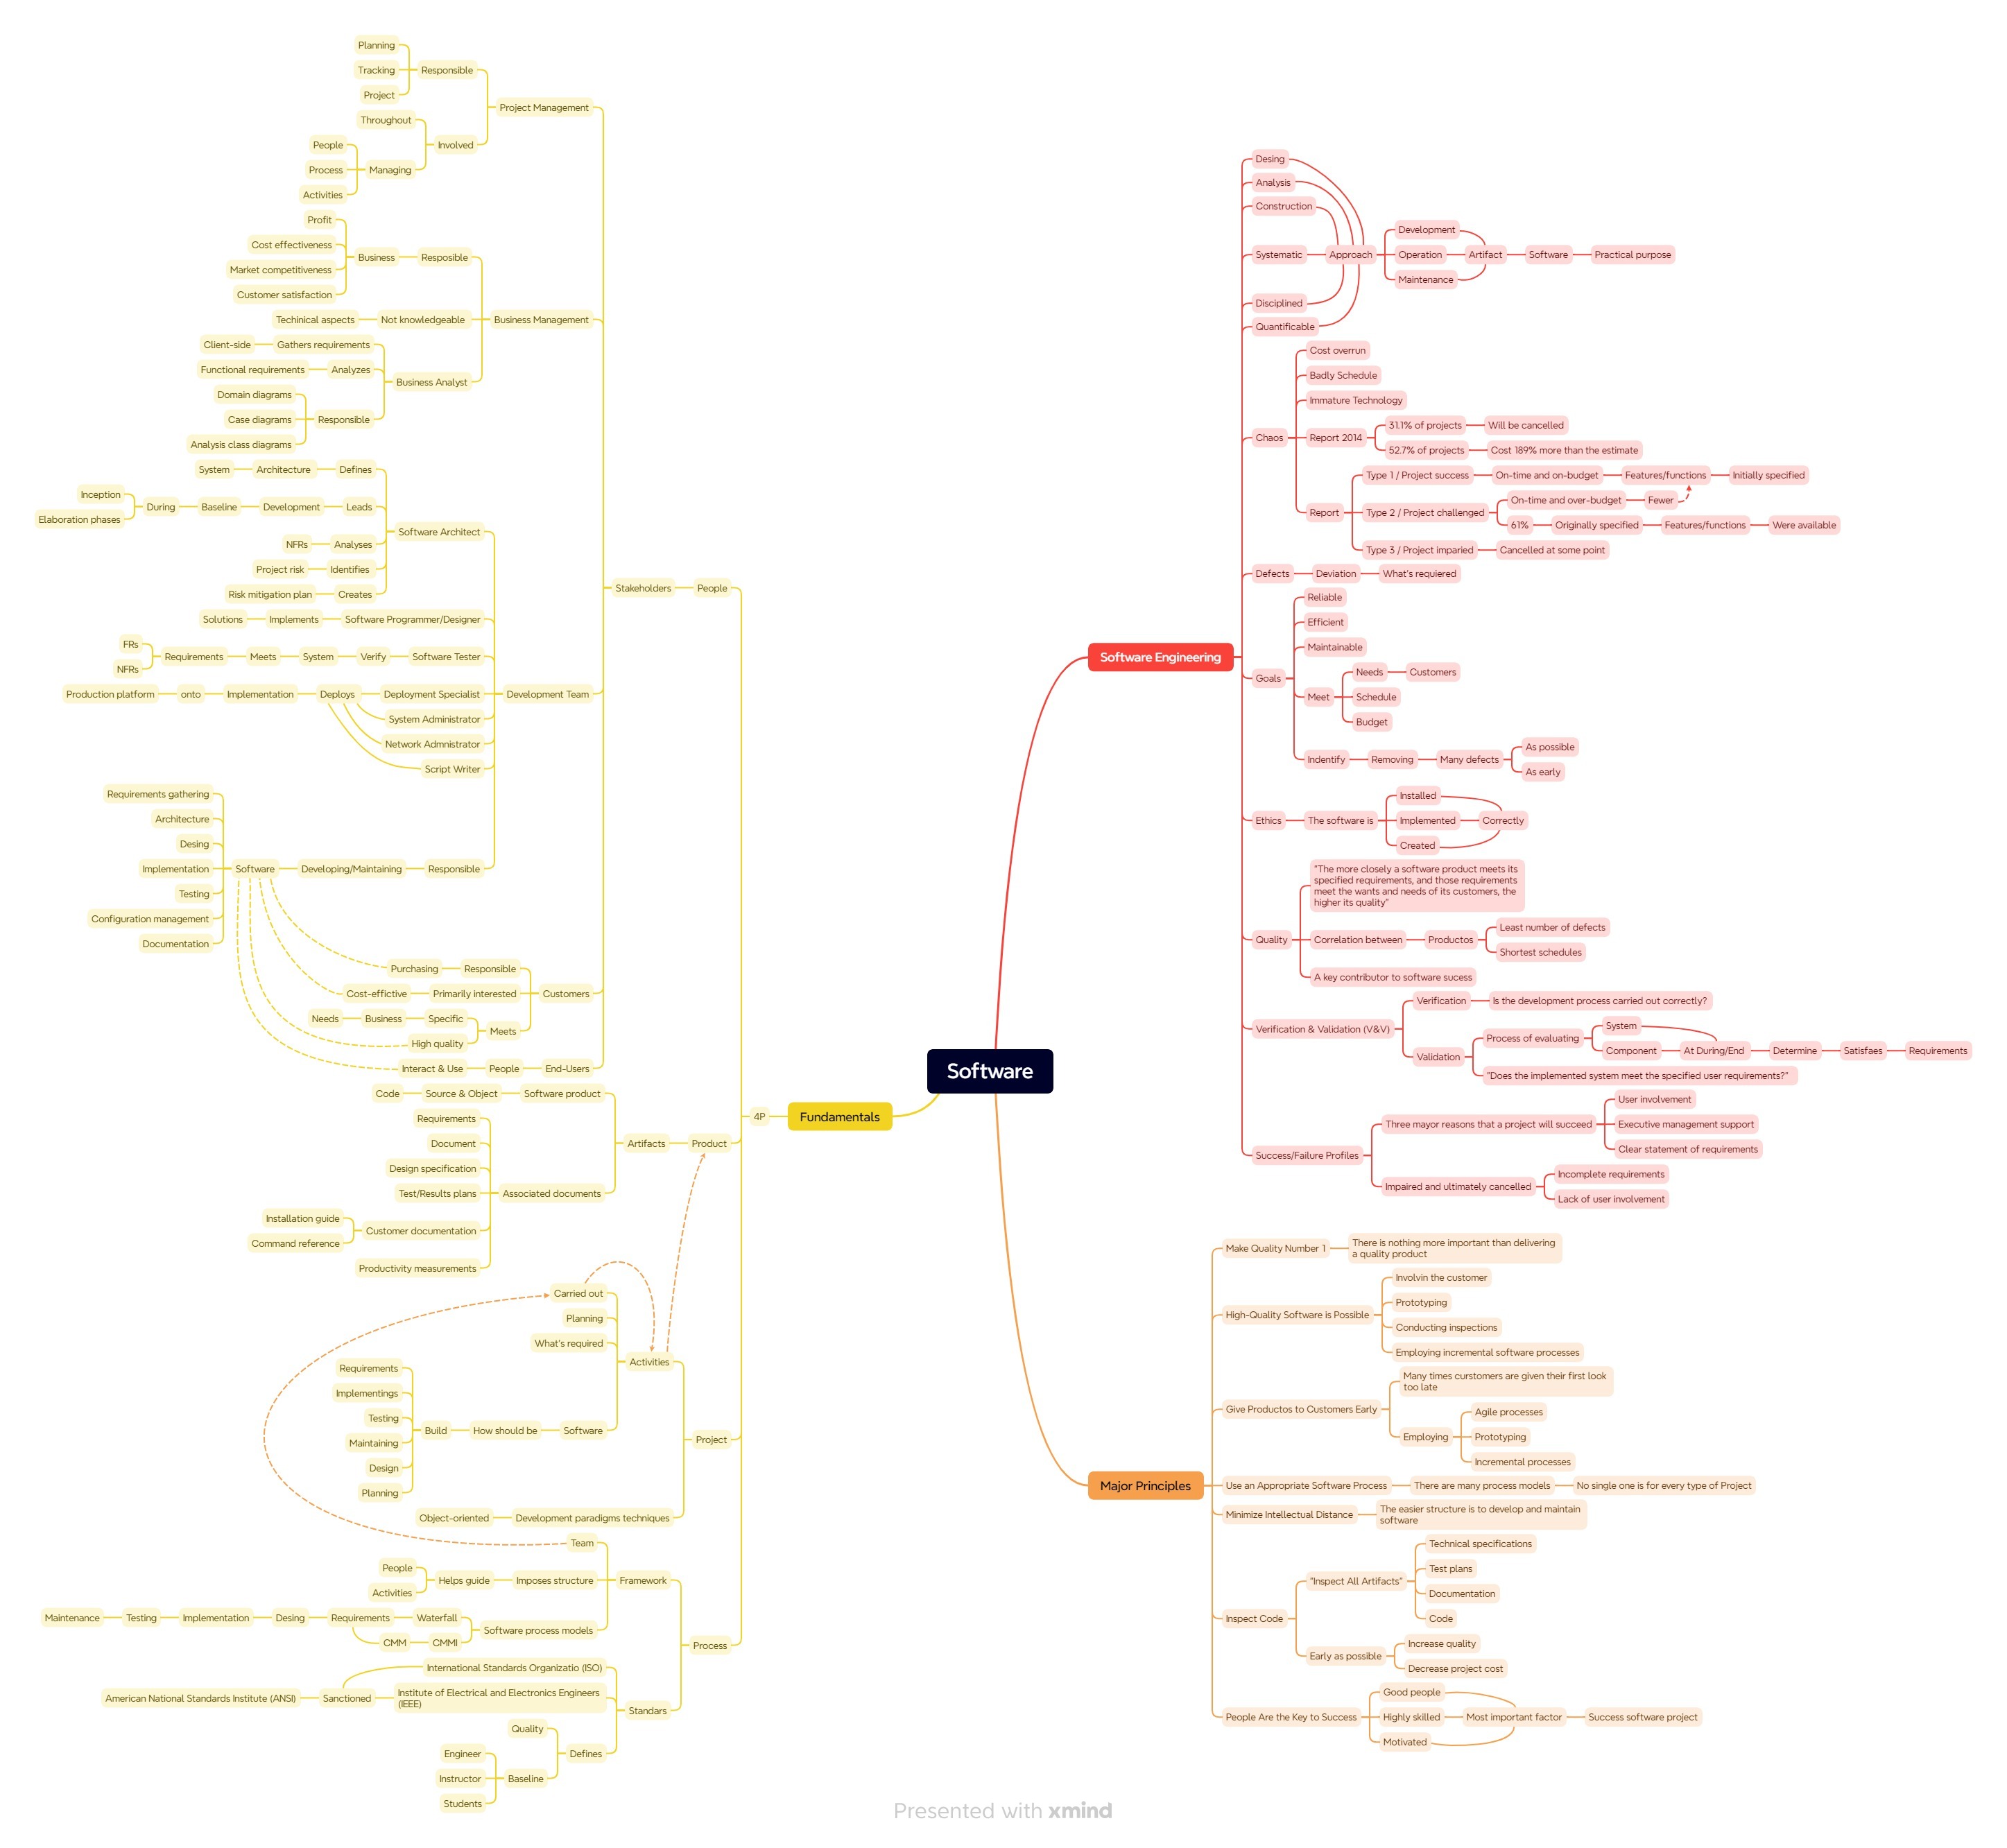 Software
Software Engineering
Desing
Analysis
Construction
Systematic
Disciplined
Quantificable
Approach
Development
Operation
Maintenance
Artifact
Software
Practical purpose
Chaos
Cost overrun
Badly Schedule
Immature Technology
Report 2014
31.1% of projects
Will be cancelled
52.7% of projects
Cost 189% more than the estimate
Report
Type 1 / Project success
On-time and on-budget
Features/functions
Initially specified
Type 2 / Project challenged
On-time and over-budget
Fewer
61%
Originally specified
Features/functions
Were available
Type 3 / Project imparied
Cancelled at some point
Defects
Deviation
What's requiered
Goals
Reliable
Efficient
Maintainable
Meet
Needs
Customers
Schedule
Budget
Indentify
Removing
Many defects
As possible
As early
Ethics
The software is
Installed
Implemented
Created
Correctly
Quality
"The more closely a software product meets its
specified requirements, and those requirements
meet the wants and needs of its customers, the
higher its quality"
Correlation between
Productos
Least number of defects
Shortest schedules
A key contributor to software sucess
Verification & Validation (V&V)
Verification
Is the development process carried out correctly?
Validation
Process of evaluating
System
Component
At During/End
Determine
Satisfaes
Requirements
"Does the implemented system meet the specified user requirements?"
Success/Failure Profiles
Three mayor reasons that a project will succeed
User involvement
Executive management support
Clear statement of requirements
Impaired and ultimately cancelled
Incomplete requirements
Lack of user involvement
Major Principles
Make Quality Number 1
There is nothing more important than delivering
a quality product
High-Quality Software is Possible
Involvin the customer
Prototyping
Conducting inspections
Employing incremental software processes
Give Productos to Customers Early
Many times curstomers are given their first look
too late
Employing
Agile processes
Prototyping
Incremental processes
Use an Appropriate Software Process
There are many process models
No single one is for every type of Project
Minimize Intellectual Distance
The easier structure is to develop and maintain
software
Inspect Code
"Inspect All Artifacts"
Technical specifications
Test plans
Documentation
Code
Early as possible
Increase quality
Decrease project cost
People Are the Key to Success
Good people
Highly skilled
Motivated
Most important factor
Success software project
Fundamentals
4P
People
Stakeholders
Project Management
Responsible
Planning
Tracking
Project
Involved
Throughout
Managing
People
Process
Activities
Business Management
Resposible
Business
Profit
Cost effectiveness
Market competitiveness
Customer satisfaction
Not knowledgeable
Techinical aspects
Business Analyst
Gathers requirements
Client-side
Analyzes
Functional requirements
Responsible
Domain diagrams
Case diagrams
Analysis class diagrams
Development Team
Software Architect
Defines
Architecture
System
Leads
Development
Baseline
During
Inception
Elaboration phases
Analyses
NFRs
Identifies
Project risk
Creates
Risk mitigation plan
Software Programmer/Designer
Implements
Solutions
Software Tester
Verify
System
Meets
Requirements
FRs
NFRs
Deployment Specialist
Deploys
Implementation
onto
Production platform
System Administrator
Network Admnistrator
Script Writer
Responsible
Developing/Maintaining
Software
Requirements gathering
Architecture
Desing
Implementation
Testing
Configuration management
Documentation
Customers
Responsible
Purchasing
Primarily interested
Cost-effictive
Meets
Specific
Business
Needs
High quality
End-Users
People
Interact & Use
Product
Artifacts
Software product
Source & Object
Code
Associated documents
Requirements
Document
Design specification
Test/Results plans
Customer documentation
Installation guide
Command reference
Productivity measurements
Project
Activities
Carried out
Planning
What's required
Software
How should be
Build
Requirements
Implementings
Testing
Maintaining
Design
Planning
Development paradigms techniques
Object-oriented
Process
Framework
Team
Imposes structure
Helps guide
People
Activities
Software process models
Waterfall
Requirements
Desing
Implementation
Testing
Maintenance
CMMI
CMM
Standars
International Standards Organizatio (ISO)
Institute of Electrical and Electronics Engineers
(IEEE)
Sanctioned
American National Standards Institute (ANSI)
Defines
Quality
Baseline
Engineer
Instructor
Students
Presented with xmind